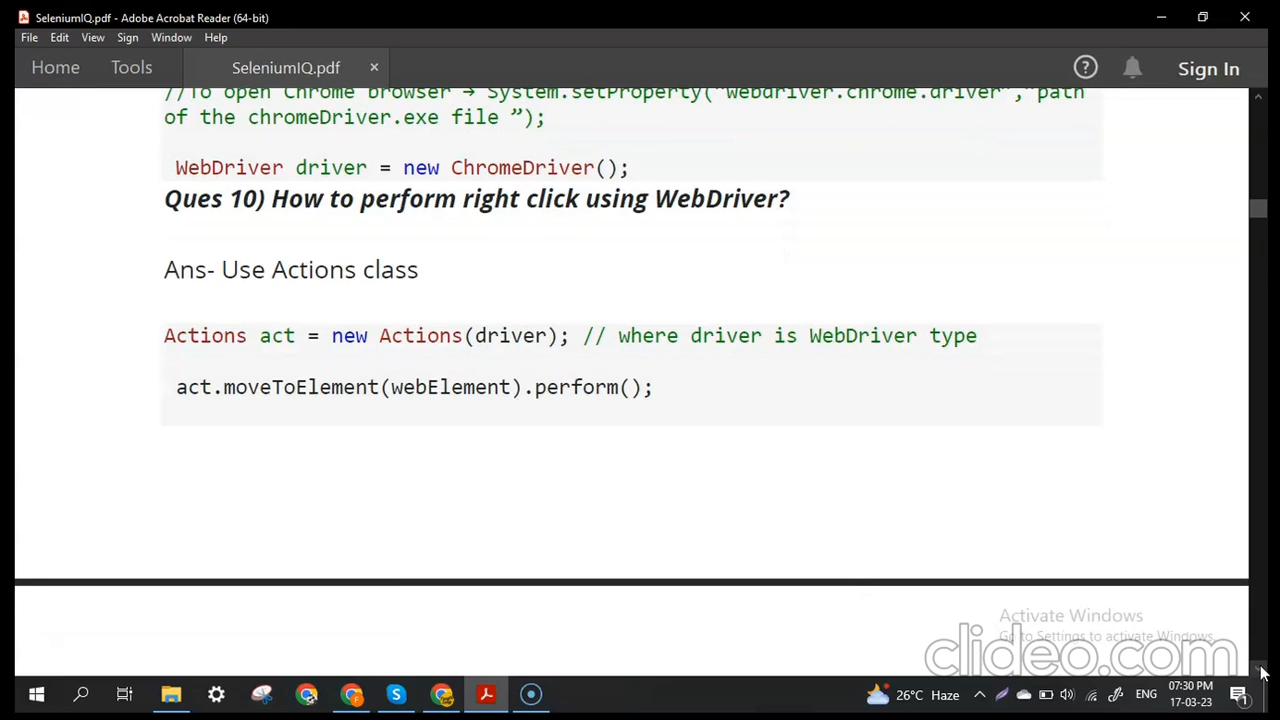 SeleniumIQ.pdf - Adobe Acrobat Reader (64-bit)
File Edit View Sign Window Help
Home Tools SeleniumIQ.pdf × Sign In
//To open Chrome browser → System.setProperty("webdriver.chrome.driver","path
of the chromeDriver.exe file ”);
WebDriver driver = new ChromeDriver();
Ques 10) How to perform right click using WebDriver?
Ans- Use Actions class
Actions act = new Actions(driver); // where driver is WebDriver type
act.moveToElement(webElement).perform();
Activate Windows
Go to Settings to activate Windows.
clideo.com
26°C Haze ENG 07:30 PM
17-03-23 1